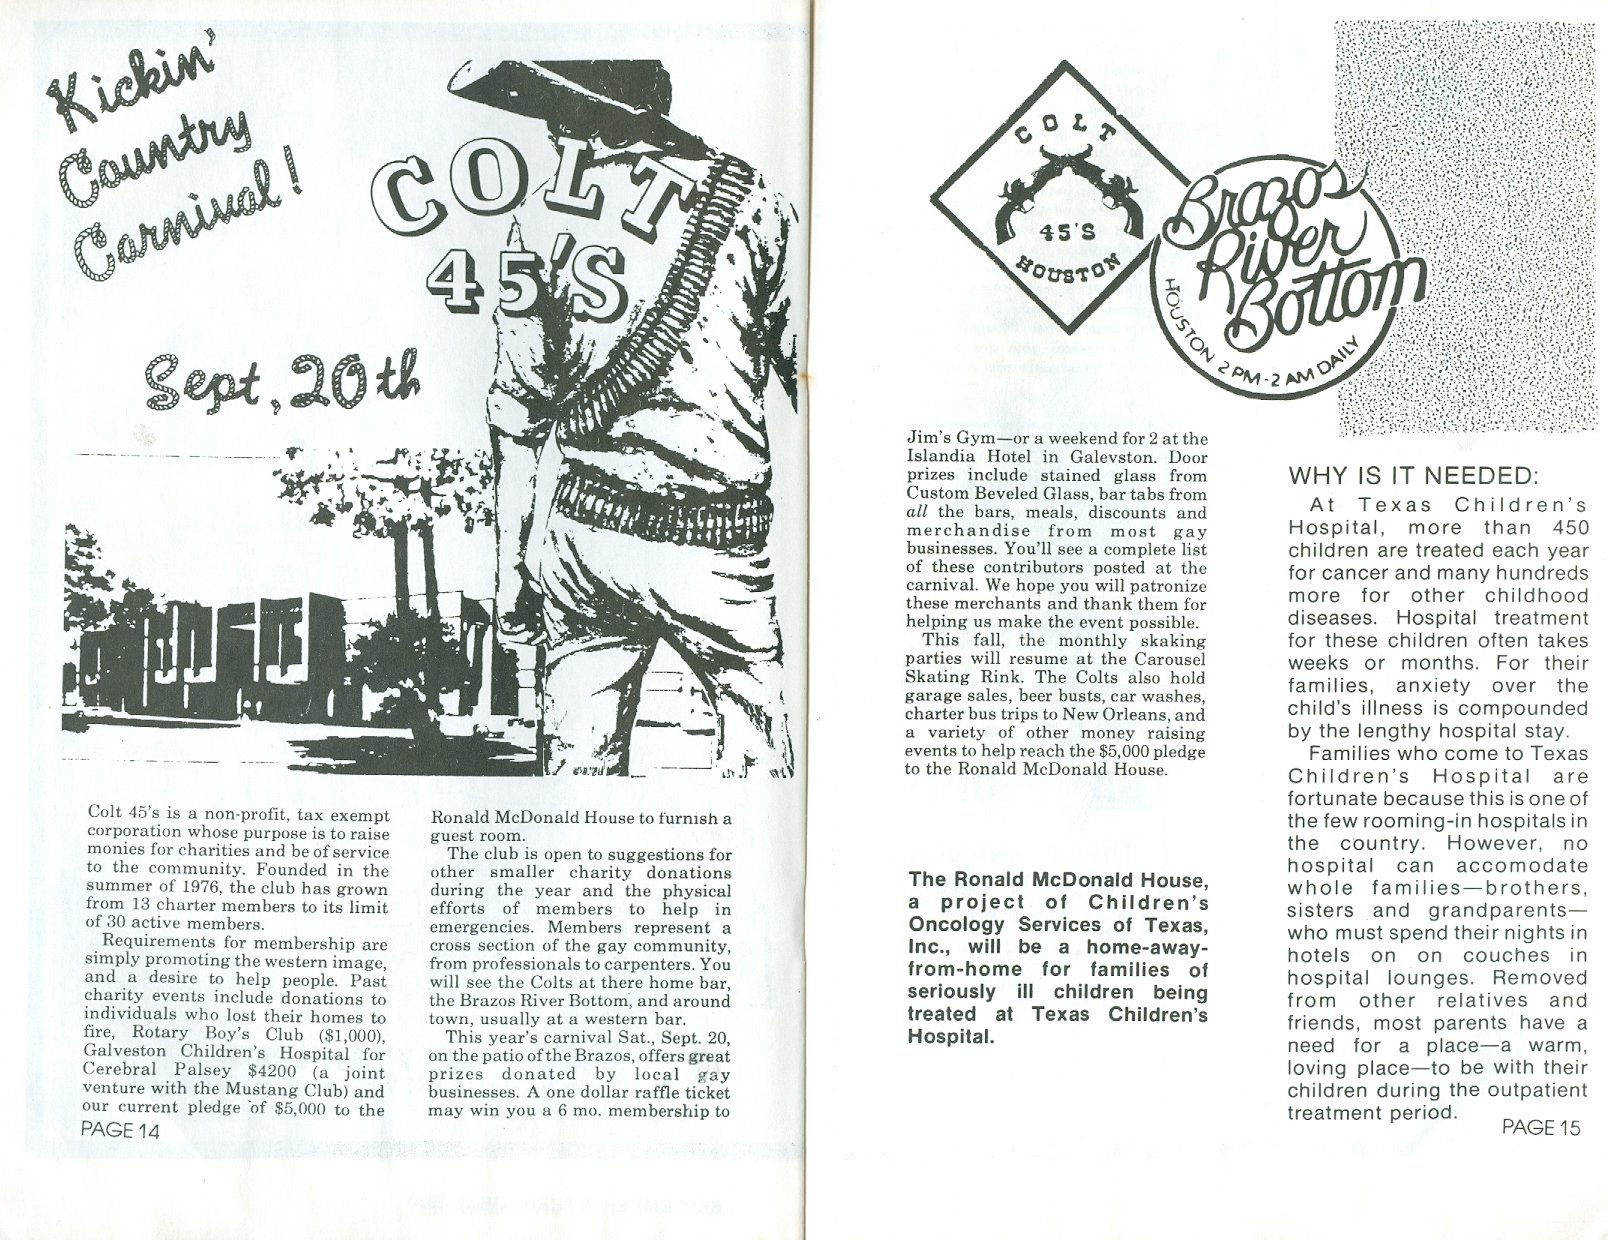 Kickin'
Country
Carnival!
COLT
45'S
Sept, 20th
Colt 45's is a non-profit, tax exempt
corporation whose purpose is to raise
monies for charities and be of service
to the community. Founded in the
summer of 1976, the club has grown
from 13 charter members to its limit
of 30 active members.
Requirements for membership are
simply promoting the western image,
and a desire to help people. Past
charity events include donations to
individuals who lost their homes to
fire, Rotary Boy's Club ($1,000),
Galveston Children's Hospital for
Cerebral Palsey $4200 (a joint
venture with the Mustang Club) and
our current pledge of $5,000 to the
PAGE 14
Ronald McDonald House to furnish a
guest room.
The club is open to suggestions for
other smaller charity donations
during the year and the physical
efforts of members to help in
emergencies. Members represent a
cross section of the gay community,
from professionals to carpenters. You
will see the Colts at there home bar,
the Brazos River Bottom, and around
town, usually at a western bar.
This year's carnival Sat., Sept. 20,
on the patio of the Brazos, offers great
prizes donated by local gay
businesses. A one dollar raffle ticket
may win you a 6 mo. membership to
COLT
45'S
HOUSTON
Brazos
River
Bottom
HOUSTON 2 PM - 2 AM DAILY
Jim's Gym—or a weekend for 2 at the
Islandia Hotel in Galevston. Door
prizes include stained glass from
Custom Beveled Glass, bar tabs from
all the bars, meals, discounts and
merchandise from most gay
businesses. You'll see a complete list
of these contributors posted at the
carnival. We hope you will patronize
these merchants and thank them for
helping us make the event possible.
This fall, the monthly skaking
parties will resume at the Carousel
Skating Rink. The Colts also hold
garage sales, beer busts, car washes,
charter bus trips to New Orleans, and
a variety of other money raising
events to help reach the $5,000 pledge
to the Ronald McDonald House.
The Ronald McDonald House,
a project of Children's
Oncology Services of Texas,
Inc., will be a home-away-
from-home for families of
seriously ill children being
treated at Texas Children's
Hospital.
WHY IS IT NEEDED:
At Texas Children's
Hospital, more than 450
children are treated each year
for cancer and many hundreds
more for other childhood
diseases. Hospital treatment
for these children often takes
weeks or months. For their
families, anxiety over the
child's illness is compounded
by the lengthy hospital stay.
Families who come to Texas
Children's Hospital are
fortunate because this is one of
the few rooming-in hospitals in
the country. However, no
hospital can accomodate
whole families—brothers,
sisters and grandparents—
who must spend their nights in
hotels on on couches in
hospital lounges. Removed
from other relatives and
friends, most parents have a
need for a place—a warm,
loving place—to be with their
children during the outpatient
treatment period.
PAGE 15